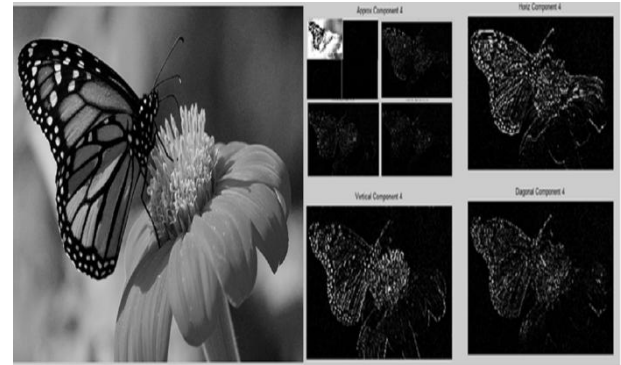 Approx Component 4
Horiz Component 4
Vertical Component 4
Diagonal Component 4